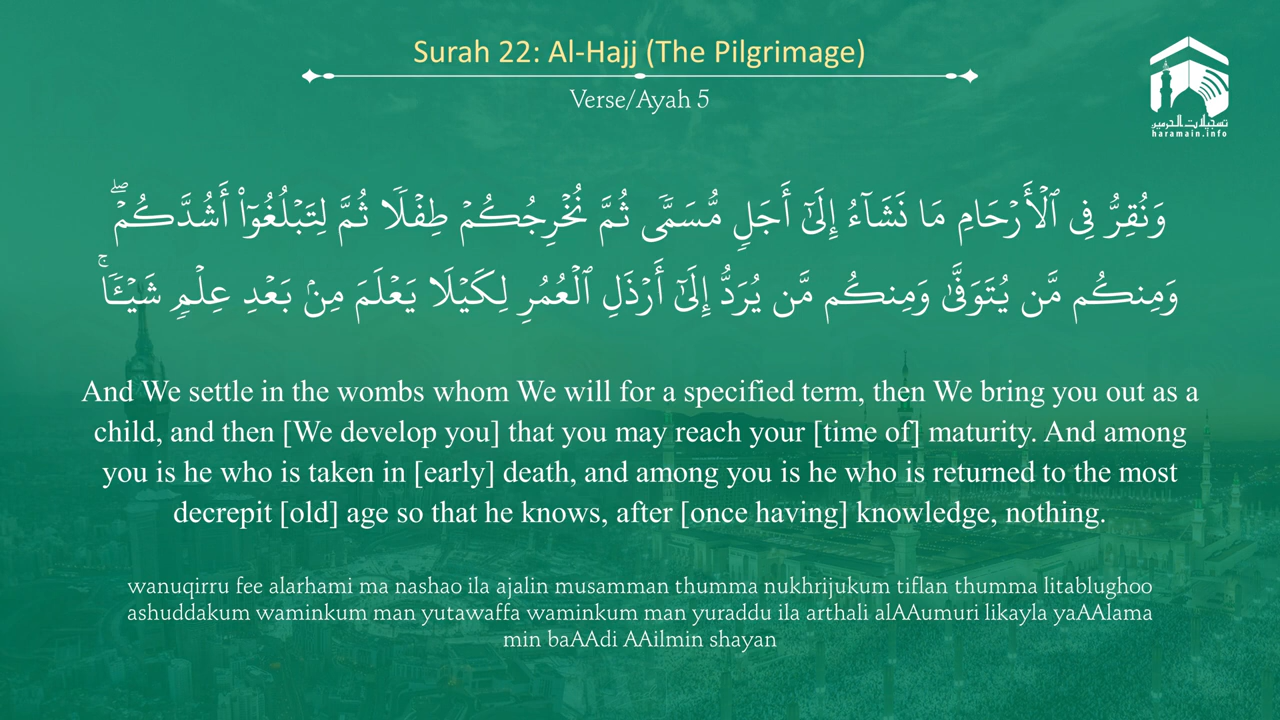 Surah 22: Al-Hajj (The Pilgrimage)
Verse/Ayah 5
تسجيلات الحرمين
haramain.info
وَنُقِرُّ فِى ٱلْأَرْحَامِ مَا نَشَآءُ إِلَىٰٓ أَجَلٍ مُّسَمًّى ثُمَّ نُخْرِجُكُمْ طِفْلًا ثُمَّ لِتَبْلُغُوٓا۟ أَشُدَّكُمْ ۖ
وَمِنكُم مَّن يُتَوَفَّىٰ وَمِنكُم مَّن يُرَدُّ إِلَىٰٓ أَرْذَلِ ٱلْعُمُرِ لِكَيْلَا يَعْلَمَ مِنۢ بَعْدِ عِلْمٍ شَيْـًٔا ۚ
And We settle in the wombs whom We will for a specified term, then We bring you out as a
child, and then [We develop you] that you may reach your [time of] maturity. And among
you is he who is taken in [early] death, and among you is he who is returned to the most
decrepit [old] age so that he knows, after [once having] knowledge, nothing.
wanuqirru fee alarhami ma nashao ila ajalin musamman thumma nukhrijukum tiflan thumma litablughoo
ashuddakum waminkum man yutawaffa waminkum man yuraddu ila arthali alAAumuri likayla yaAAlama
min baAAdi AAilmin shayan